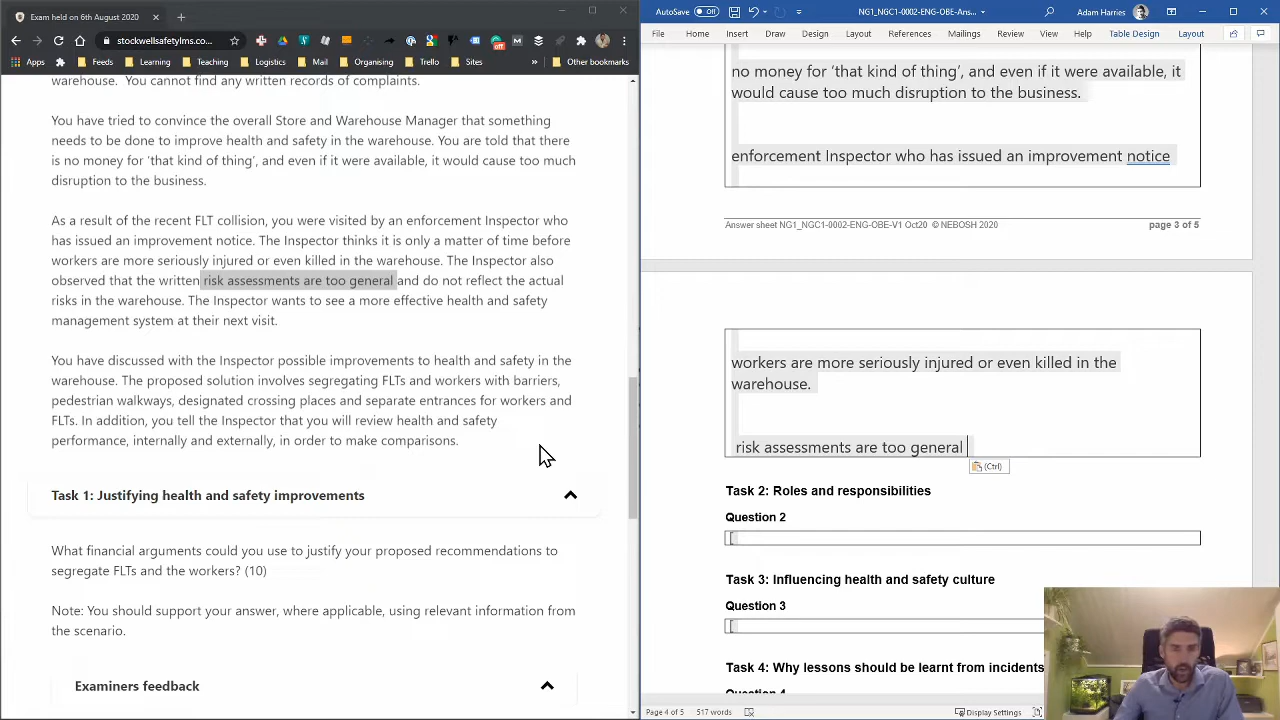 Exam held on 6th August 2020
stockwellsafetylms.co...
Apps
Feeds
Learning
Teaching
Logistics
Mail
Organising
Trello
Sites
»
Other bookmarks
warehouse. You cannot find any written records of complaints.
You have tried to convince the overall Store and Warehouse Manager that something
needs to be done to improve health and safety in the warehouse. You are told that there
is no money for ‘that kind of thing’, and even if it were available, it would cause too much
disruption to the business.
As a result of the recent FLT collision, you were visited by an enforcement Inspector who
has issued an improvement notice. The Inspector thinks it is only a matter of time before
workers are more seriously injured or even killed in the warehouse. The Inspector also
observed that the written risk assessments are too general and do not reflect the actual
risks in the warehouse. The Inspector wants to see a more effective health and safety
management system at their next visit.
You have discussed with the Inspector possible improvements to health and safety in the
warehouse. The proposed solution involves segregating FLTs and workers with barriers,
pedestrian walkways, designated crossing places and separate entrances for workers and
FLTs. In addition, you tell the Inspector that you will review health and safety
performance, internally and externally, in order to make comparisons.
Task 1: Justifying health and safety improvements
What financial arguments could you use to justify your proposed recommendations to
segregate FLTs and the workers? (10)
Note: You should support your answer, where applicable, using relevant information from
the scenario.
Examiners feedback
AutoSave
Off
NG1_NGC1-0002-ENG-OBE-An...
Adam Harris
File
Home
Insert
Draw
Design
Layout
References
Mailings
Review
View
Help
Table Design
Layout
no money for ‘that kind of thing’, and even if it were available, it
would cause too much disruption to the business.
enforcement Inspector who has issued an improvement notice
Answer sheet NG1_NGC1-ENG-OBE-V1 Oct20 © NEBOSH 2020
page 3 of 5
workers are more seriously injured or even killed in the
warehouse.
risk assessments are too general
(Ctrl)
Task 2: Roles and responsibilities
Question 2
Task 3: Influencing health and safety culture
Question 3
Task 4: Why lessons should be learnt from incidents
Question 4
Page 4 of 5
517 words
Display Settings